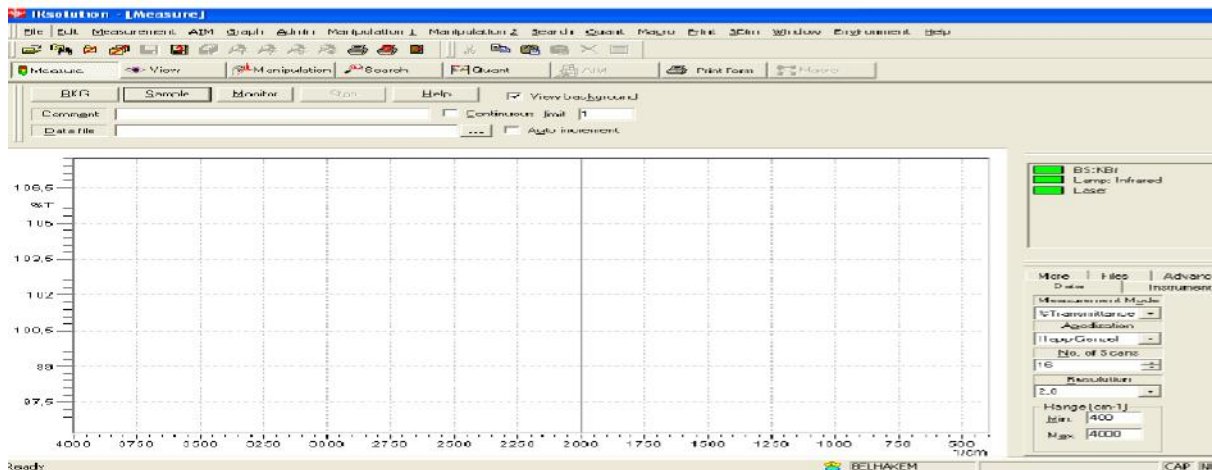 IRsolution - [Measure]
File Edit Measurement AIM Graph Admin Manipulation 1 Manipulation 2 Search Quant Macro Print Window Environment Help
Measure View Manipulation Search Quant AIM Print Form Macro
BKG Sample Monitor Stop Help View background
Comment Continuous limit 1
Data file ... Auto increment
BS:KBr
Lamp: Infrared
Laser
106,5
%T
105
102,5
102
100,5
99
97,5
4000 3750 3500 3250 3000 2750 2500 2250 2000 1750 1500 1250 1000 750 500
1/cm
More Files Advanc
Data Instrument
Measurement Mode
%Transmittance
Apodization
Happ-Genzel
No. of Scans
16
Resolution
2.0
Range [cm-1]
Min. 400
Max. 4000
Ready BELHAKEM CAP